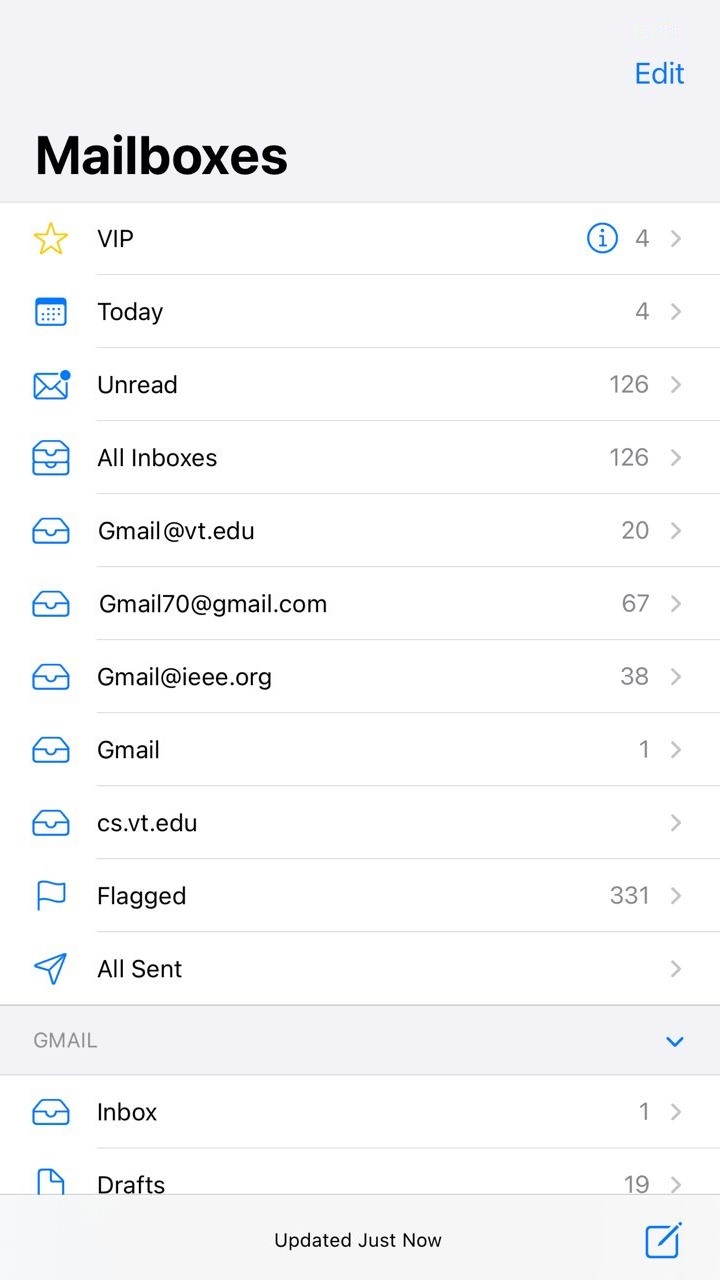 Edit
Mailboxes
VIP 4
Today 4
Unread 126
All Inboxes 126
Gmail@vt.edu 20
Gmail70@gmail.com 67
Gmail@ieee.org 38
Gmail 1
cs.vt.edu
Flagged 331
All Sent
GMAIL
Inbox 1
Drafts 19
Updated Just Now